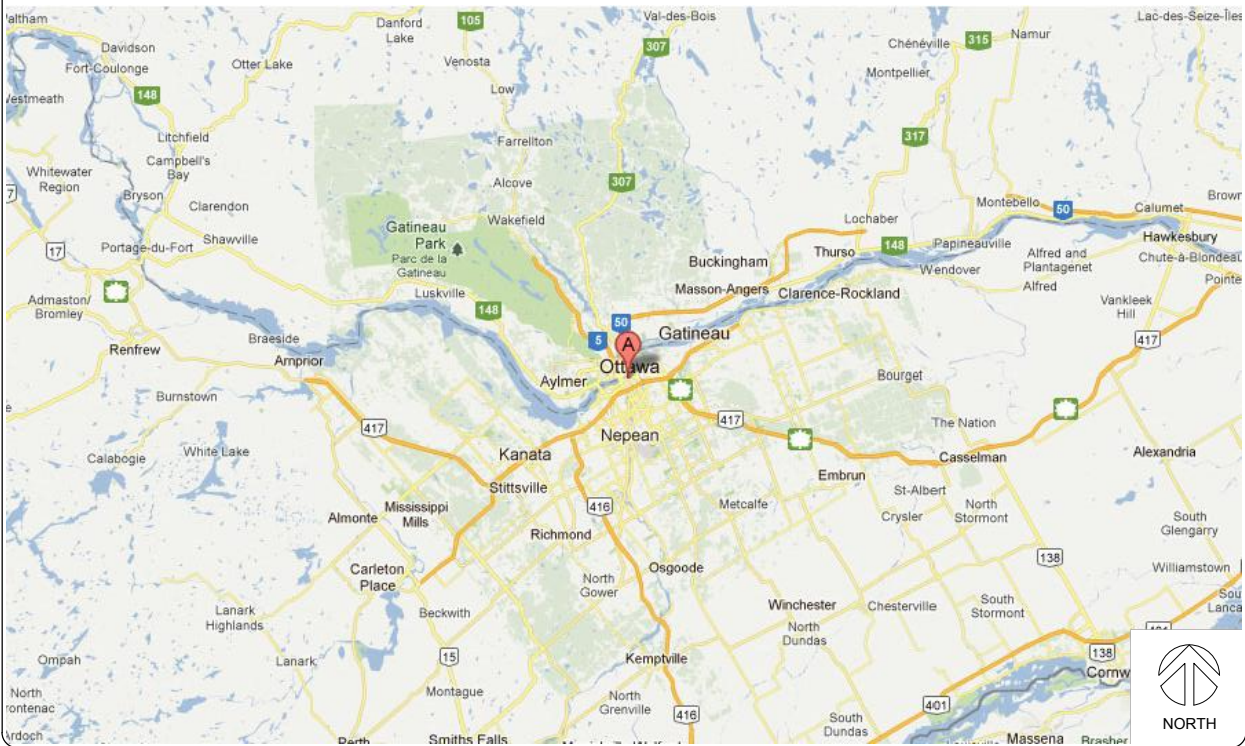 altham
Danford
Lake
105
Val-des-Bois
Lac-des-Seize-Îles
Davidson
Fort-Coulonge
Otter Lake
Venosta
307
Chénéville
315
Namur
Westmeath
148
Low
Montpellier
Litchfield
Farrellton
317
Campbell's
Bay
Whitewater
Region
7
Bryson
Clarendon
Alcove
307
Wakefield
Gatineau
Park
Parc de la
Gatineau
Lochaber
Montebello
50
Calumet
Brown
17
Portage-du-Fort
Shawville
Luskville
148
Buckingham
Masson-Angers
Thurso
148
Papineauville
Wendover
Clarence-Rockland
Alfred and
Plantagenet
Alfred
Hawkesbury
Chute-à-Blondeau
Pointe
Admaston/
Bromley
Vankleek
Hill
Renfrew
Braeside
Arnprior
50
5
Gatineau
A
Ottawa
Aylmer
417
Burnstown
Bourget
417
417
The Nation
Nepean
Kanata
Calabogie
White Lake
Casselman
Alexandria
Embrun
Stittsville
St-Albert
Almonte
Mississippi
Mills
416
Metcalfe
Crysler
North
Stormont
South
Glengarry
Richmond
138
Carleton
Place
North
Gower
Osgoode
Williamstown
Lanark
Highlands
Beckwith
Winchester
Chesterville
South
Stormont
Sou
Lanca
North
Dundas
Ompah
Lanark
15
Kemptville
138
Cornw
North
rontenac
Montague
North
Grenville
416
401
South
Dundas
NORTH
Ardoch
Perth
Smiths Falls
Massena
Brasher